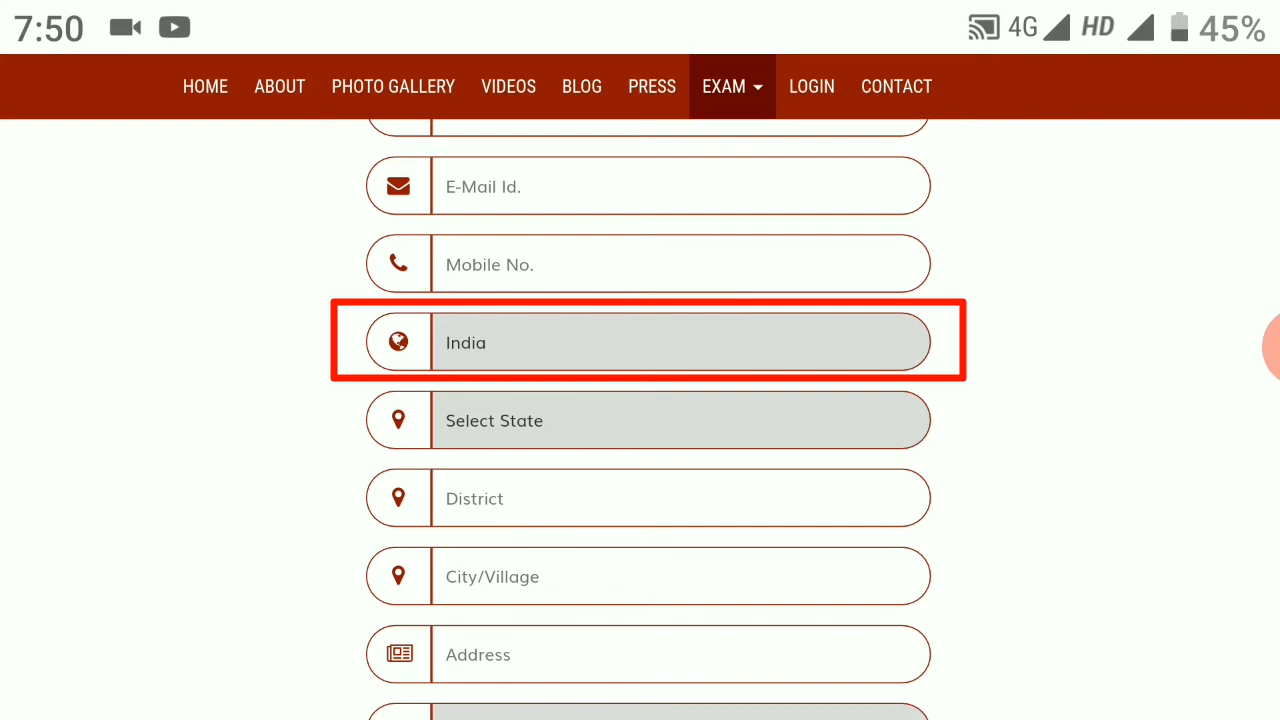 7:50 4G HD 45%
HOME ABOUT PHOTO GALLERY VIDEOS BLOG PRESS EXAM LOGIN CONTACT
E-Mail Id.
Mobile No.
India
Select State
District
City/Village
Address